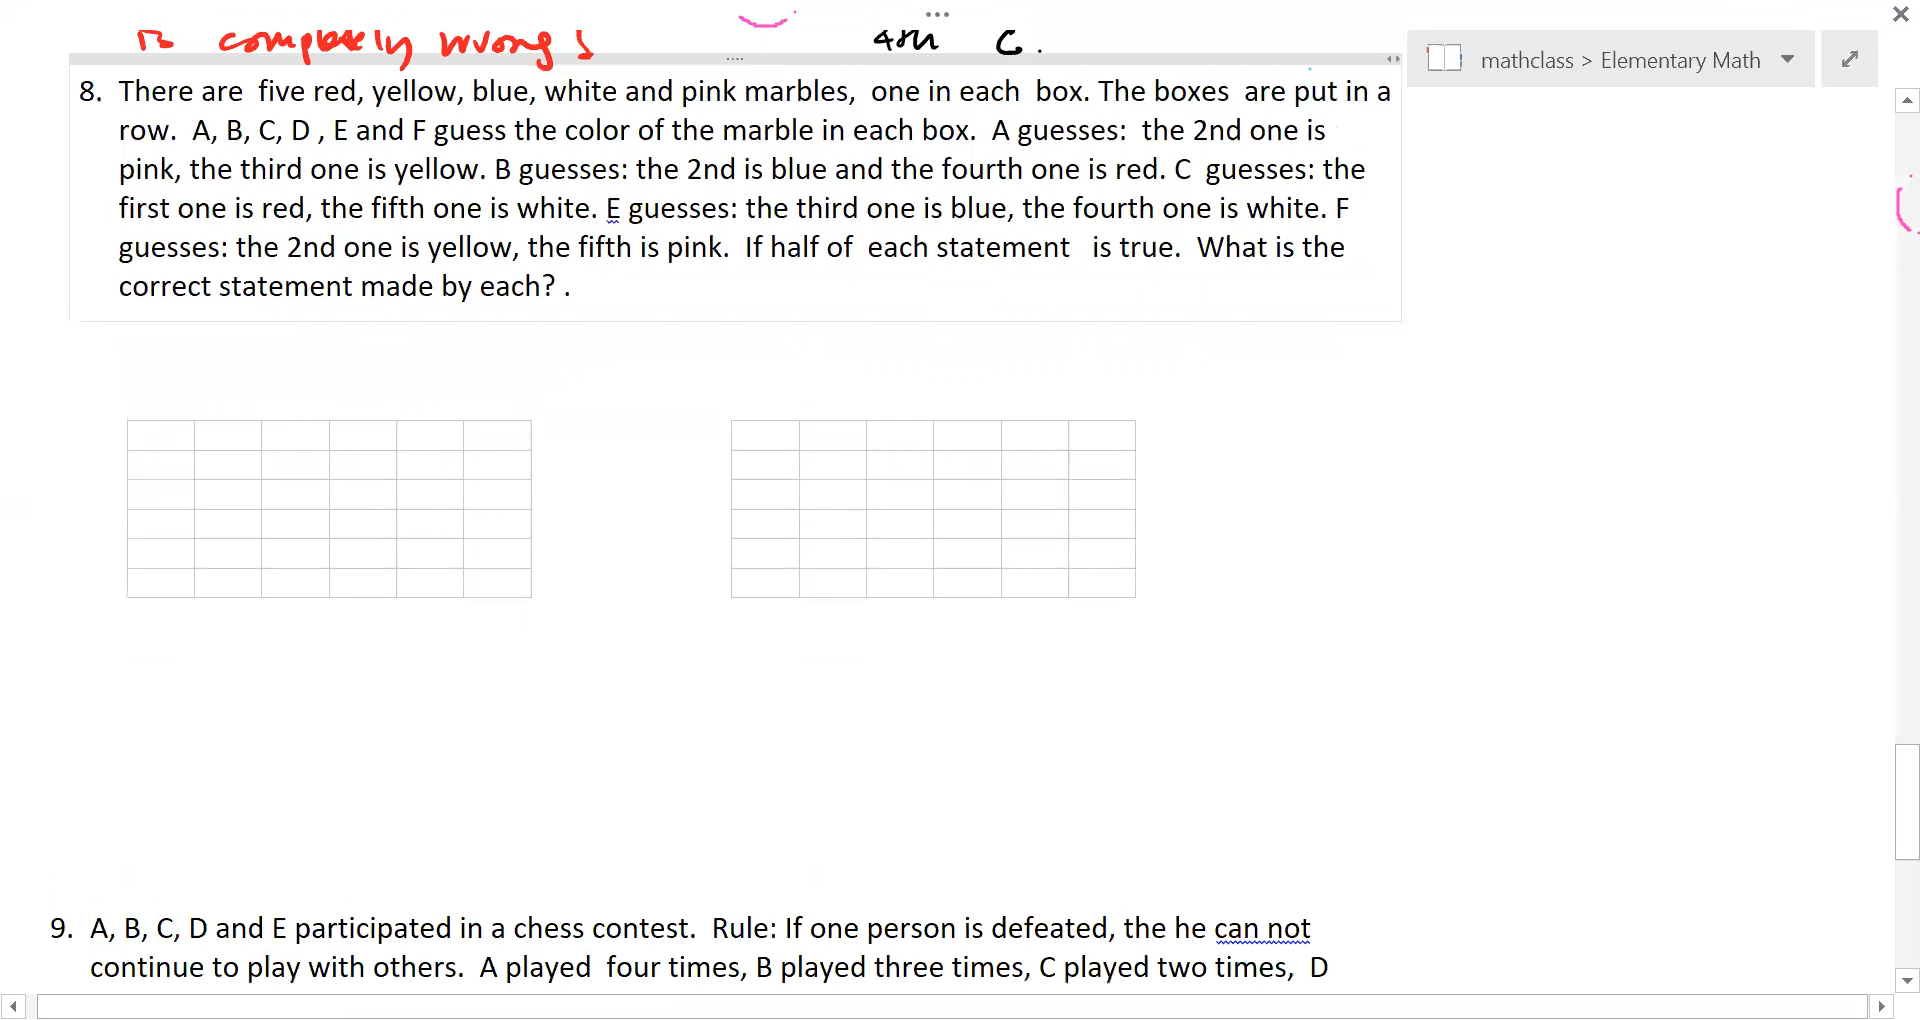 completely wrong
mathclass > Elementary Math
8. There are five red, yellow, blue, white and pink marbles, one in each box. The boxes are put in a
row. A, B, C, D , E and F guess the color of the marble in each box. A guesses: the 2nd one is
pink, the third one is yellow. B guesses: the 2nd is blue and the fourth one is red. C guesses: the
first one is red, the fifth one is white. E guesses: the third one is blue, the fourth one is white. F
guesses: the 2nd one is yellow, the fifth is pink. If half of each statement is true. What is the
correct statement made by each? .
9. A, B, C, D and E participated in a chess contest. Rule: If one person is defeated, the he can not
continue to play with others. A played four times, B played three times, C played two times, D